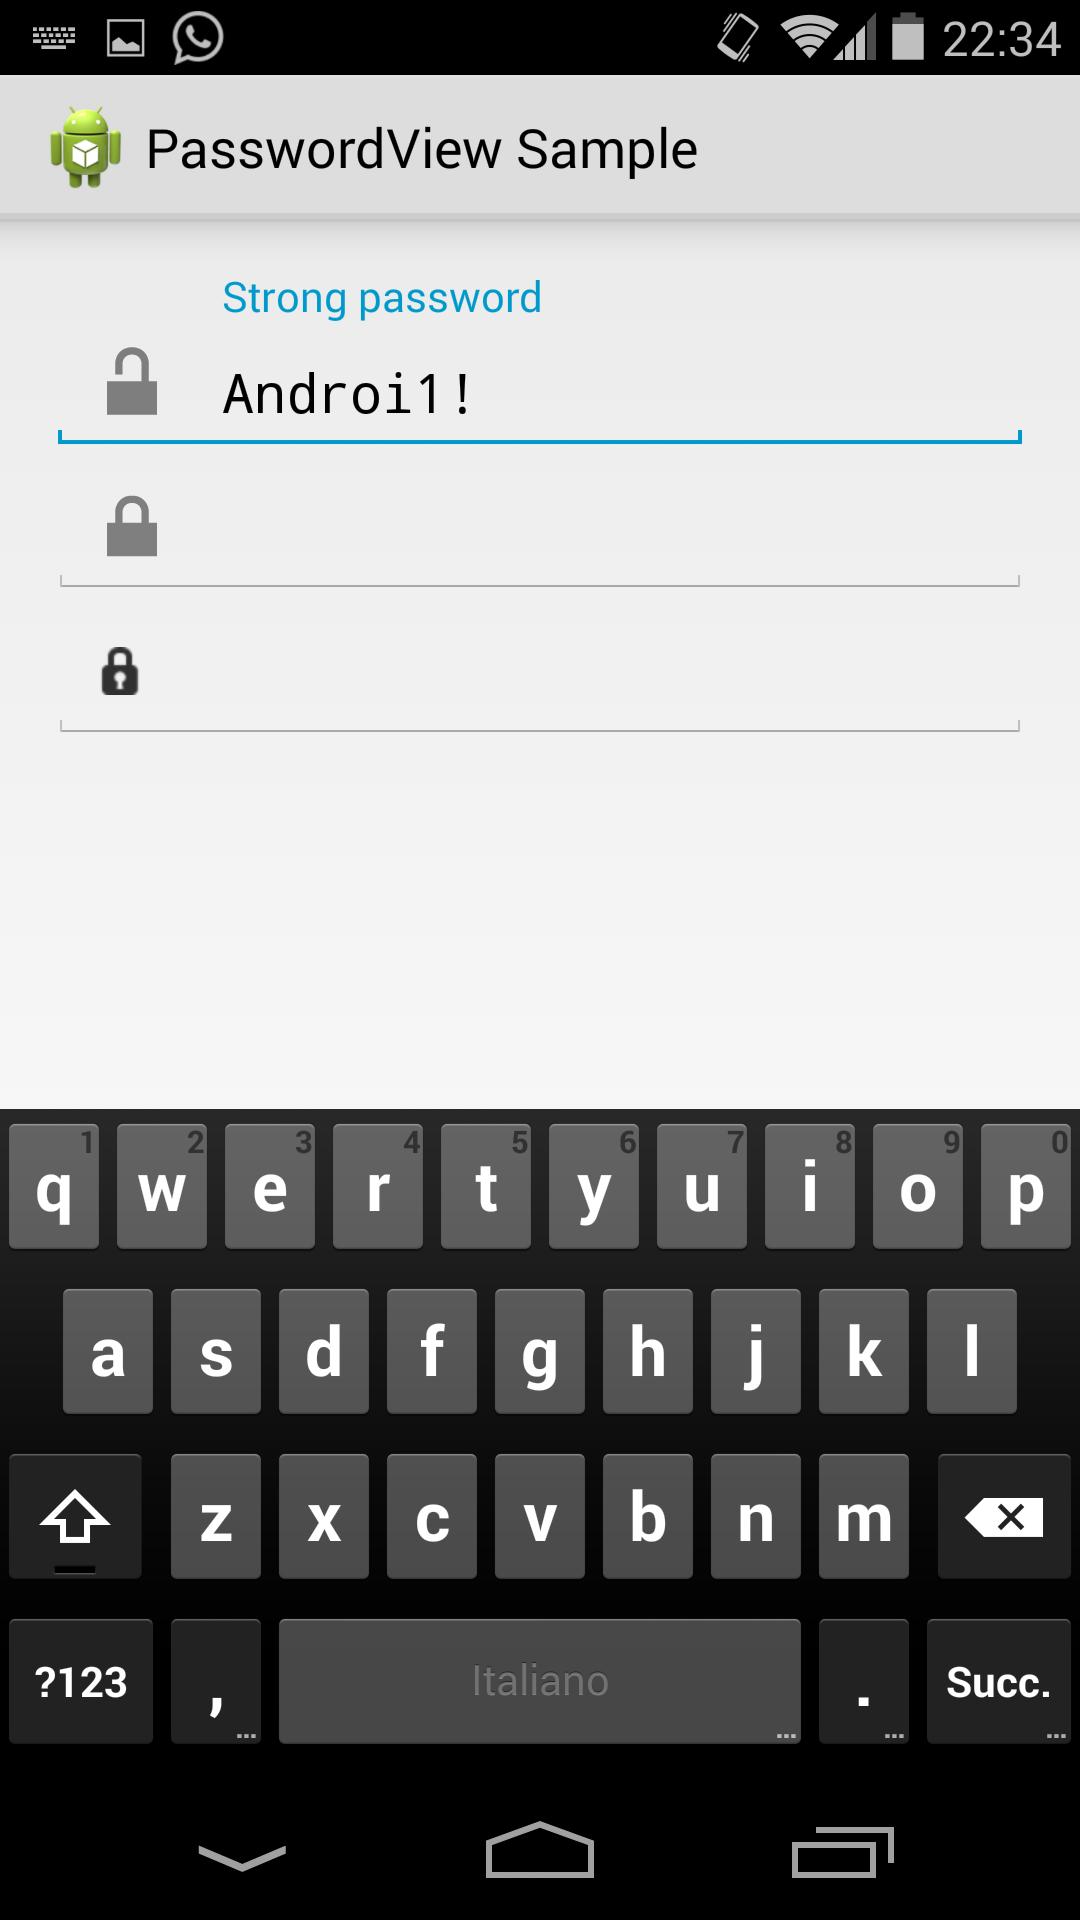 22:34
PasswordView Sample
Strong password
Androi1!
1 2 3 4 5 6 7 8 9 0
q w e r t y u i o p
a s d f g h j k l
z x c v b n m
?123 , Italiano . Succ.